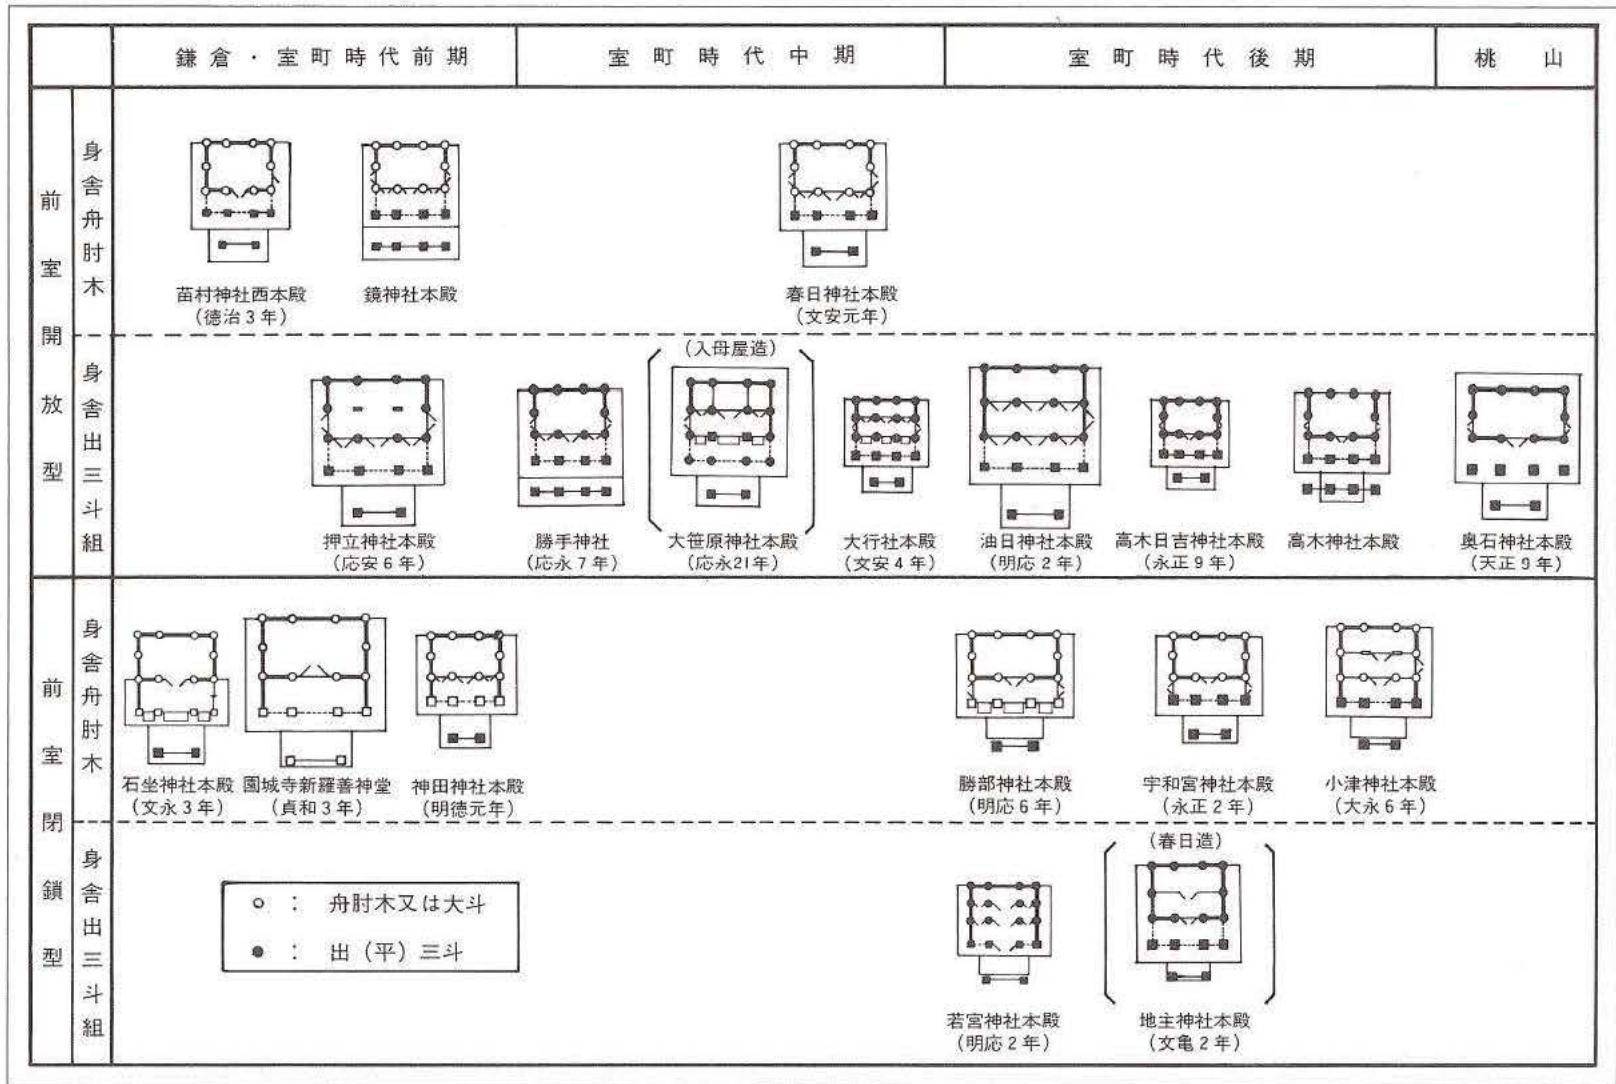 鎌倉・室町時代前期
室町時代中期
室町時代後期
桃山
前室開放型
身舎舟肘木
苗村神社西本殿
(徳治3年)
鏡神社本殿
春日神社本殿
(文安元年)
身舎出三斗組
押立神社本殿
(応安6年)
勝手神社
(応永7年)
(入母屋造)
大笹原神社本殿
(応永21年)
大行社本殿
(文安4年)
油日神社本殿
(明応2年)
高木日吉神社本殿
(永正9年)
高木神社本殿
奥石神社本殿
(天正9年)
前室閉鎖型
身舎舟肘木
石坐神社本殿
(文永3年)
園城寺新羅善神堂
(貞和3年)
神田神社本殿
(明徳元年)
勝部神社本殿
(明応6年)
宇和宮神社本殿
(永正2年)
小津神社本殿
(大永6年)
身舎出三斗組
○ : 舟肘木又は大斗
● : 出(平)三斗
若宮神社本殿
(明応2年)
(春日造)
地主神社本殿
(文亀2年)